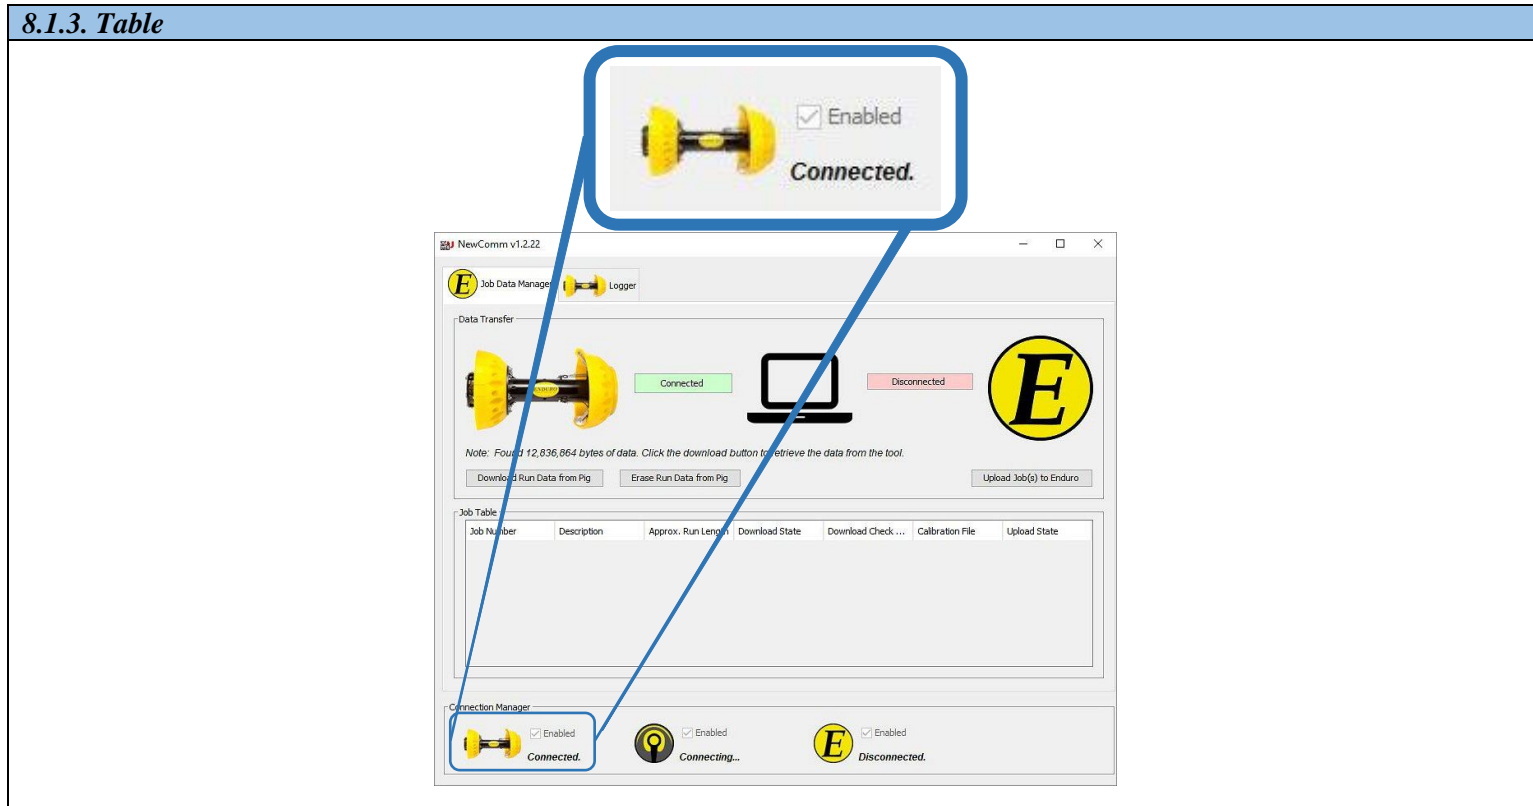 8.1.3. Table
Enabled
Connected.
NewComm v1.2.22
E Job Data Manager Logger
Data Transfer
ENDURO
Connected
Disconnected
E
Note: Found 12,836,864 bytes of data. Click the download button to retrieve the data from the tool.
Download Run Data from Pig Erase Run Data from Pig Upload Job(s) to Enduro
Job Table
Job Number Description Approx. Run Length Download State Download Check ... Calibration File Upload State
Connection Manager
Enabled Enabled E Enabled
Connected. Connecting... Disconnected.